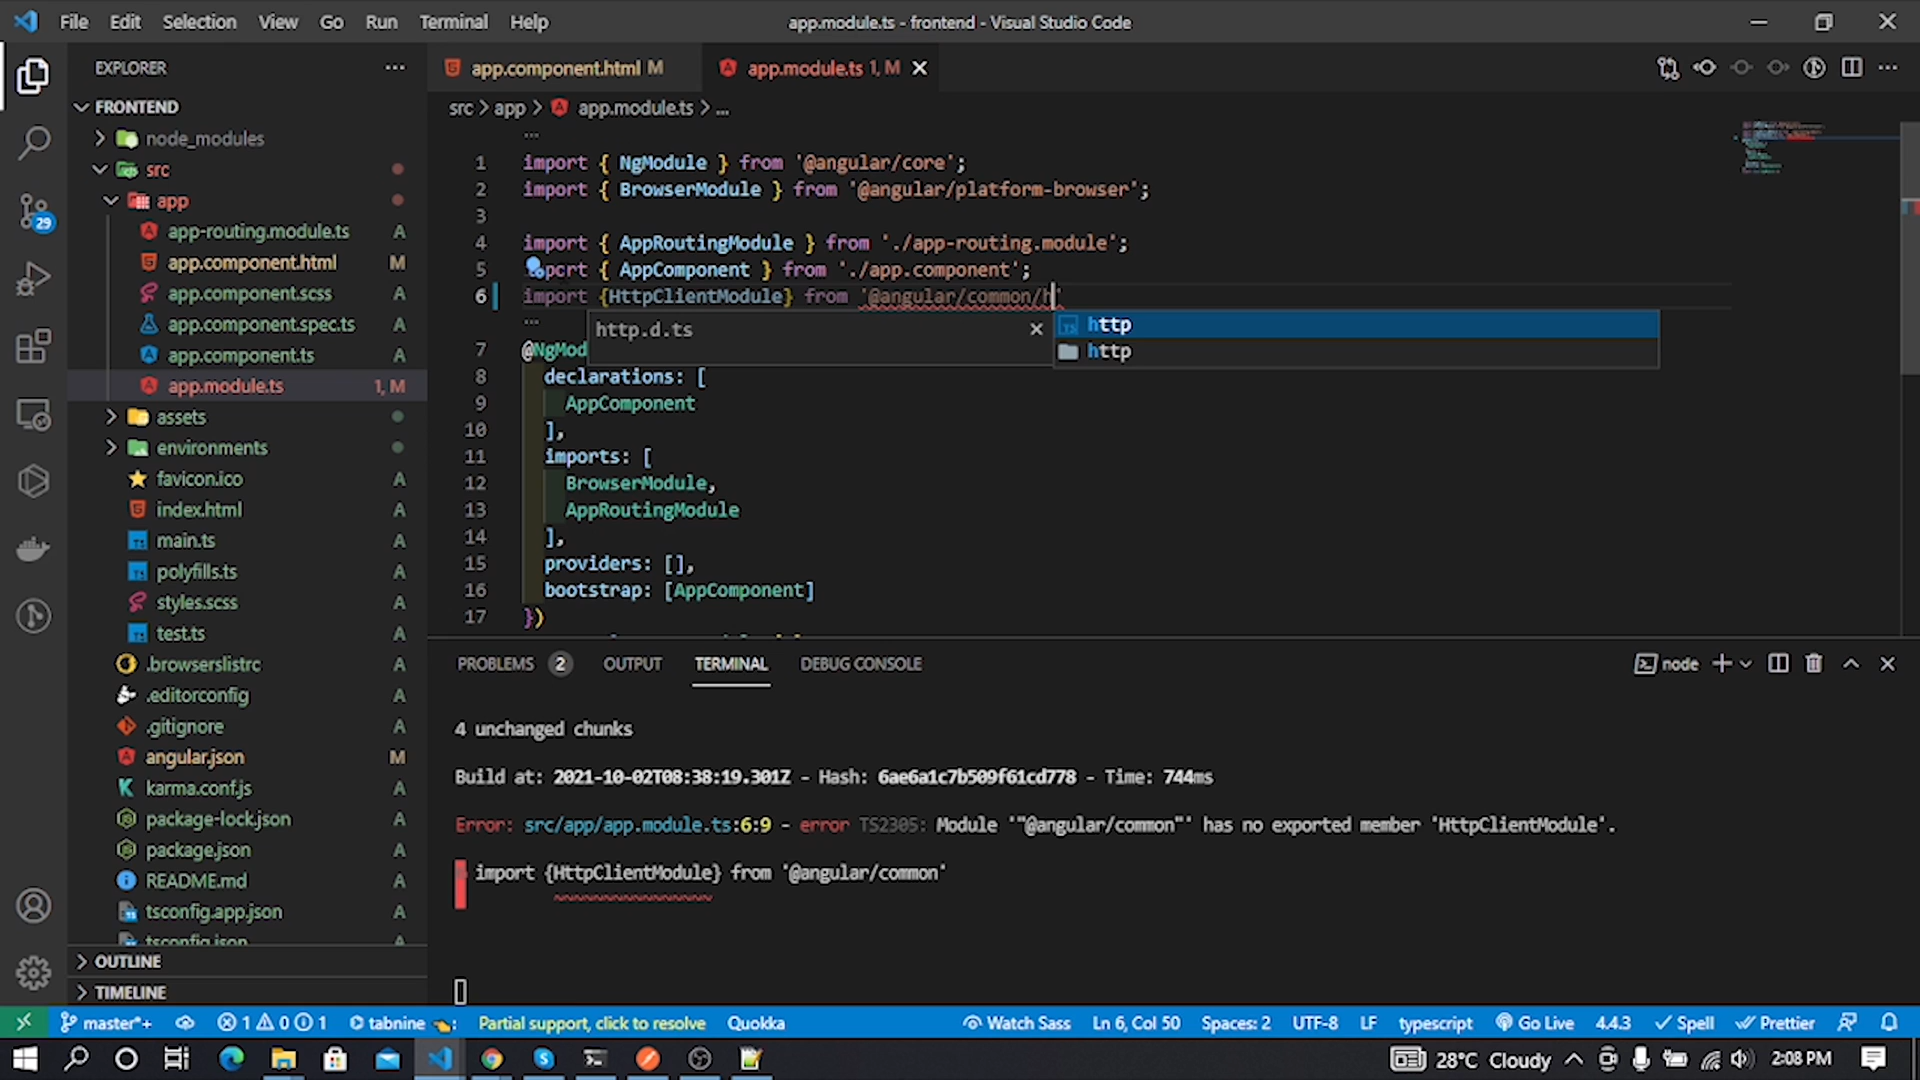 File Edit Selection View Go Run Terminal Help
app.module.ts - frontend - Visual Studio Code
EXPLORER
FRONTEND
node_modules
src
app
app-routing.module.ts A
app.component.html M
app.component.scss A
app.component.spec.ts A
app.component.ts A
app.module.ts 1, M
assets
environments
favicon.ico A
index.html A
main.ts A
polyfills.ts A
styles.scss A
test.ts A
.browserslistrc A
.editorconfig A
.gitignore A
angular.json M
karma.conf.js A
package-lock.json A
package.json A
README.md A
tsconfig.app.json A
tsconfig.json A
OUTLINE
TIMELINE
29
app.component.html M
app.module.ts 1, M
src > app > app.module.ts > ...
1 import { NgModule } from '@angular/core';
2 import { BrowserModule } from '@angular/platform-browser';
3
4 import { AppRoutingModule } from './app-routing.module';
5 import { AppComponent } from './app.component';
6 import {HttpClientModule} from '@angular/common/h'
http.d.ts
http
http
7 @NgMod
8 declarations: [
9 AppComponent
10 ],
11 imports: [
12 BrowserModule,
13 AppRoutingModule
14 ],
15 providers: [],
16 bootstrap: [AppComponent]
17 })
PROBLEMS 2 OUTPUT TERMINAL DEBUG CONSOLE
node
4 unchanged chunks
Build at: 2021-10-02T08:38:19.301Z - Hash: 6ae6a1c7b509f61cd778 - Time: 744ms
Error: src/app/app.module.ts:6:9 - error TS2305: Module '"@angular/common"' has no exported member 'HttpClientModule'.
import {HttpClientModule} from '@angular/common'
~~~~~~~~~~~~~~~~
master*+ 1 0 1 tabnine Partial support, click to resolve Quokka Watch Sass Ln 6, Col 50 Spaces: 2 UTF-8 LF typescript Go Live 4.4.3 Spell Prettier
28°C Cloudy 2:08 PM